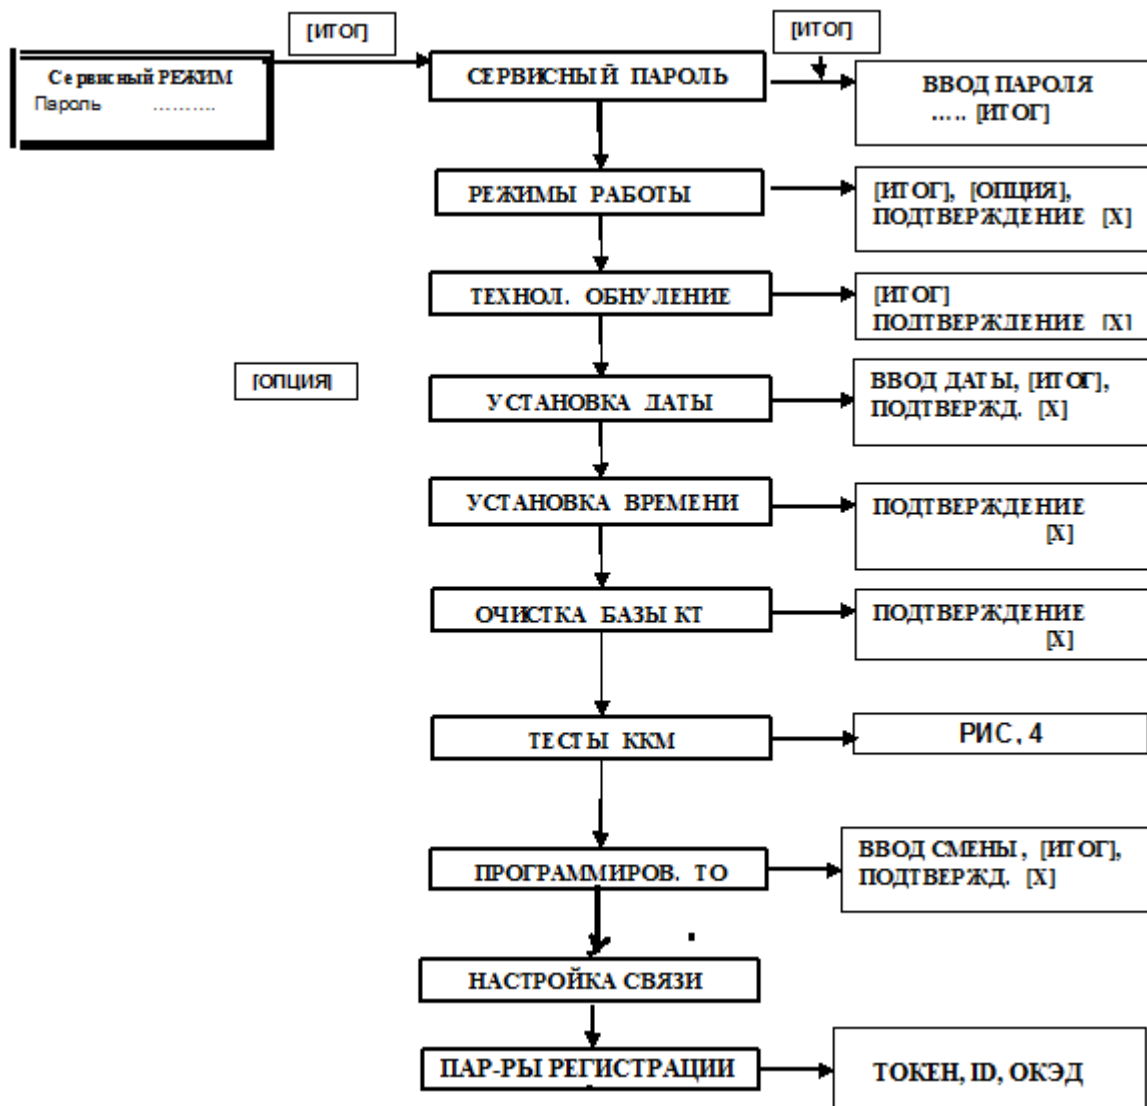 [ИТОГ]
[ИТОГ]
Сервисный РЕЖИМ
Пароль ……….
СЕРВИСНЫЙ ПАРОЛЬ
ВВОД ПАРОЛЯ
….. [ИТОГ]
РЕЖИМЫ РАБОТЫ
[ИТОГ], [ОПЦИЯ],
ПОДТВЕРЖДЕНИЕ [X]
ТЕХНОЛ. ОБНУЛЕНИЕ
[ИТОГ]
ПОДТВЕРЖДЕНИЕ [X]
[ОПЦИЯ]
УСТАНОВКА ДАТЫ
ВВОД ДАТЫ, [ИТОГ],
ПОДТВЕРЖД. [X]
УСТАНОВКА ВРЕМЕНИ
ПОДТВЕРЖДЕНИЕ
[X]
ОЧИСТКА БАЗЫ КТ
ПОДТВЕРЖДЕНИЕ
[X]
ТЕСТЫ ККМ
РИС. 4
ПРОГРАММИРОВ. ТО
ВВОД СМЕНЫ, [ИТОГ],
ПОДТВЕРЖД. [X]
НАСТРОЙКА СВЯЗИ
ПАР-РЫ РЕГИСТРАЦИИ
ТОКЕН, ID, ОКЭД